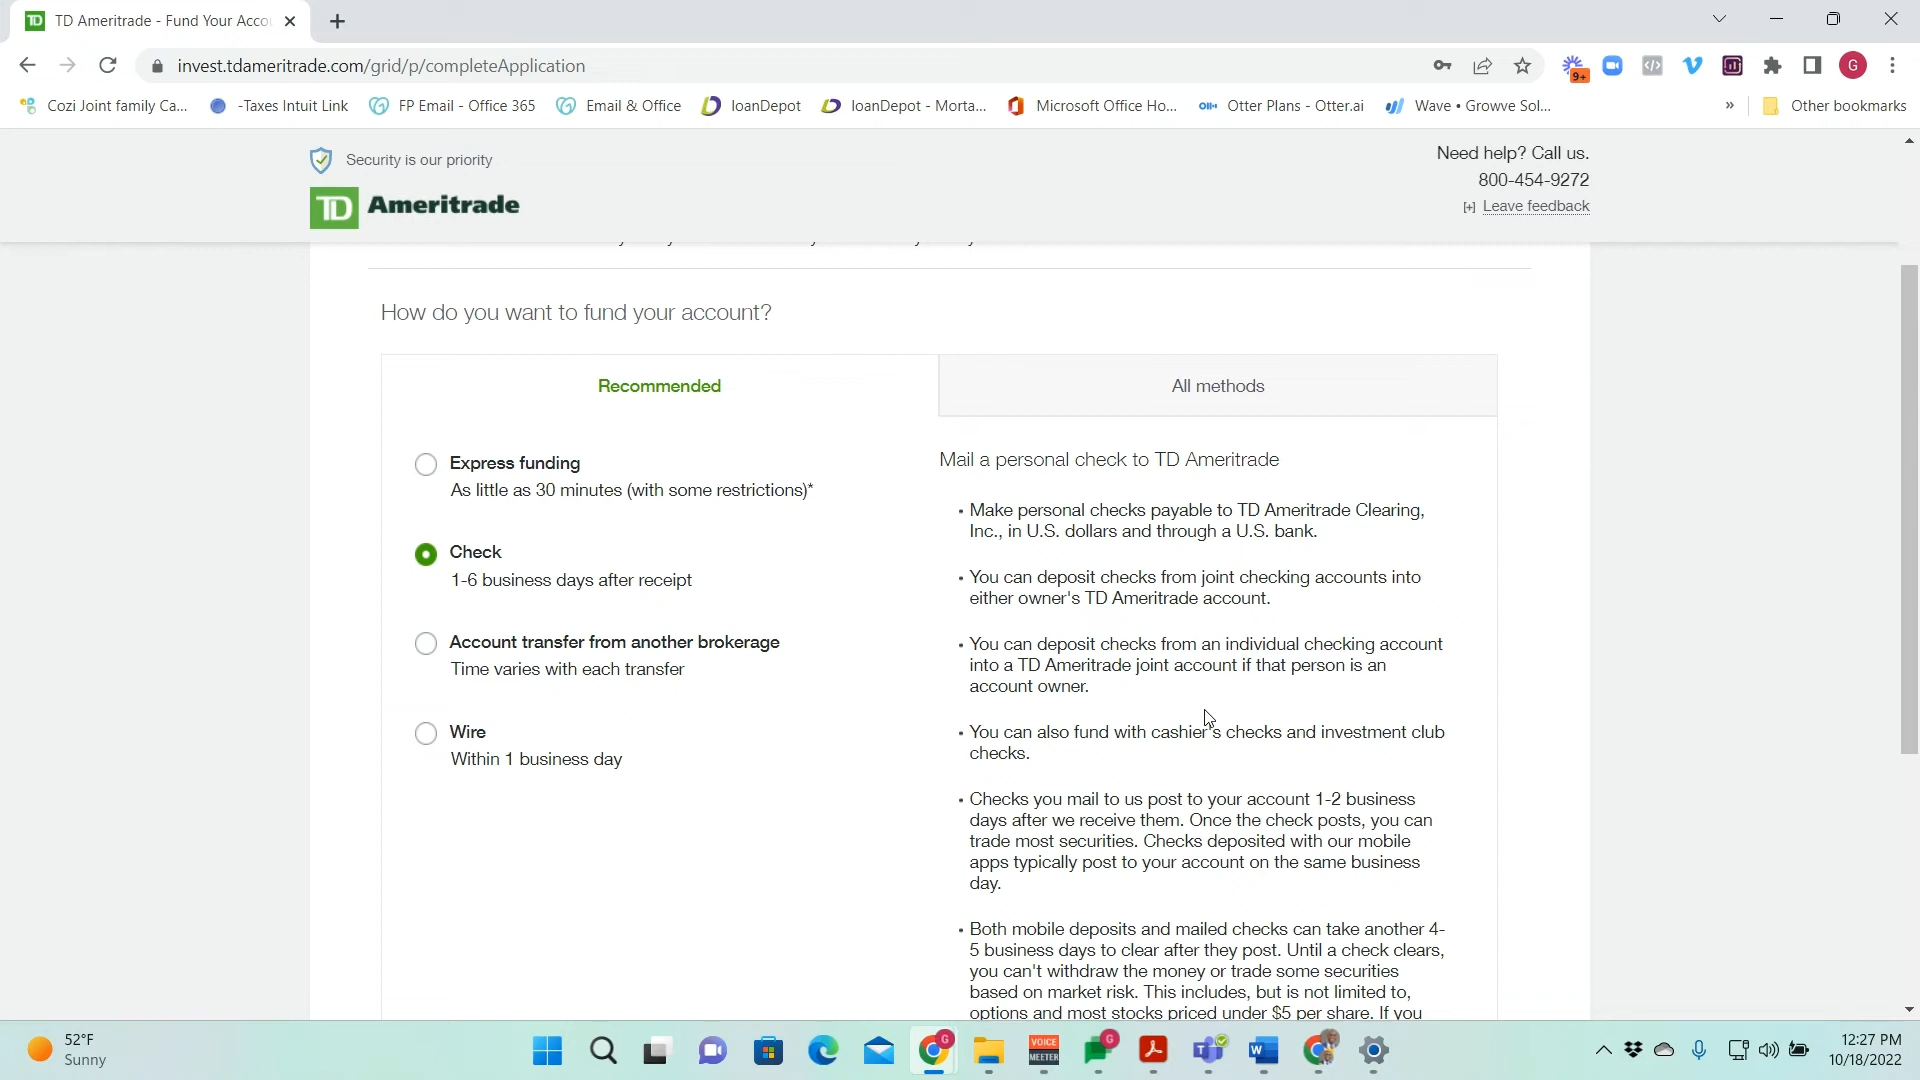 TD Ameritrade - Fund Your Acco
invest.tdameritrade.com/grid/p/completeApplication
9+
G
Cozi Joint family Ca...
-Taxes Intuit Link
FP Email - Office 365
Email & Office
loanDepot
loanDepot - Morta...
Microsoft Office Ho...
Otter Plans - Otter.ai
Wave • Growve Sol...
»
Other bookmarks
Security is our priority
TD Ameritrade
Need help? Call us.
800-454-9272
[+] Leave feedback
How do you want to fund your account?
Recommended
All methods
Express funding
As little as 30 minutes (with some restrictions)*
Check
1-6 business days after receipt
Account transfer from another brokerage
Time varies with each transfer
Wire
Within 1 business day
Mail a personal check to TD Ameritrade
• Make personal checks payable to TD Ameritrade Clearing,
Inc., in U.S. dollars and through a U.S. bank.
• You can deposit checks from joint checking accounts into
either owner's TD Ameritrade account.
• You can deposit checks from an individual checking account
into a TD Ameritrade joint account if that person is an
account owner.
• You can also fund with cashier's checks and investment club
checks.
• Checks you mail to us post to your account 1-2 business
days after we receive them. Once the check posts, you can
trade most securities. Checks deposited with our mobile
apps typically post to your account on the same business
day.
• Both mobile deposits and mailed checks can take another 4-
5 business days to clear after they post. Until a check clears,
you can't withdraw the money or trade some securities
based on market risk. This includes, but is not limited to,
options and most stocks priced under $5 per share. If you
52°F
Sunny
G
VOICE
MEETER
G
12:27 PM
10/18/2022